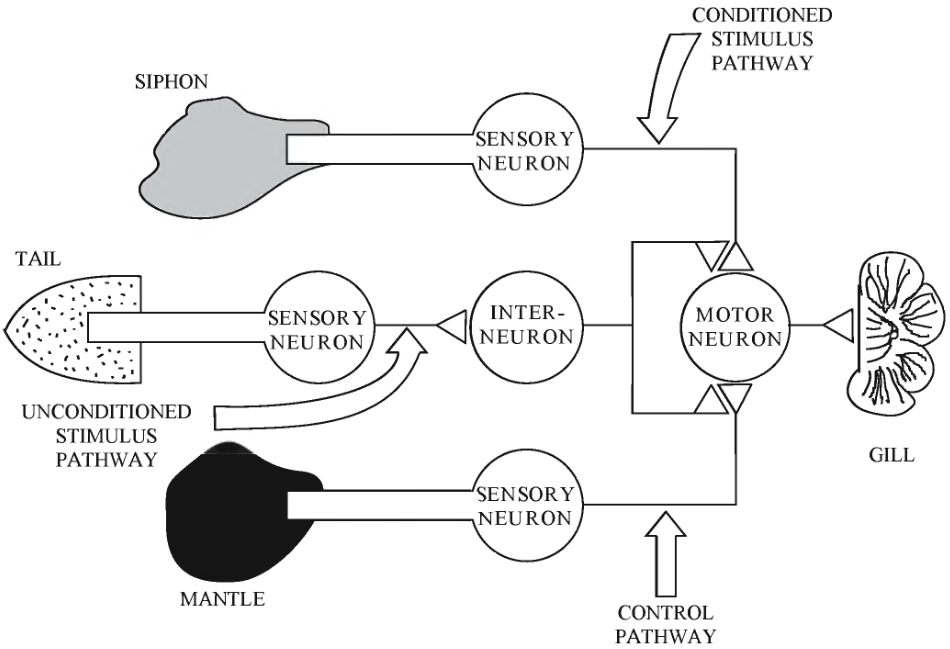 CONDITIONED
STIMULUS
PATHWAY
SIPHON
SENSORY
NEURON
TAIL
SENSORY
NEURON
INTER-
NEURON
MOTOR
NEURON
UNCONDITIONED
STIMULUS
PATHWAY
GILL
SENSORY
NEURON
MANTLE
CONTROL
PATHWAY